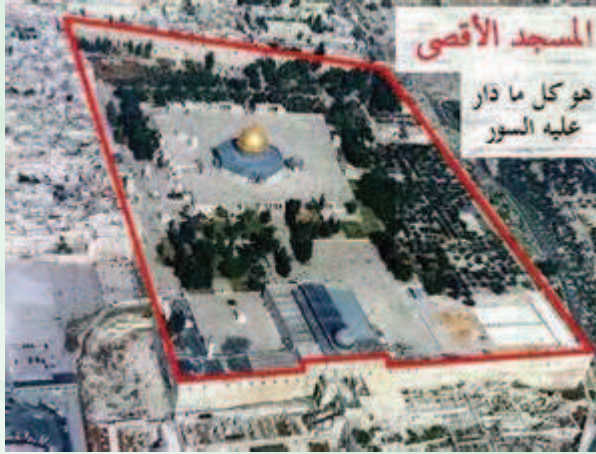 المسجد الأقصى
هو كل ما دار
عليه السور